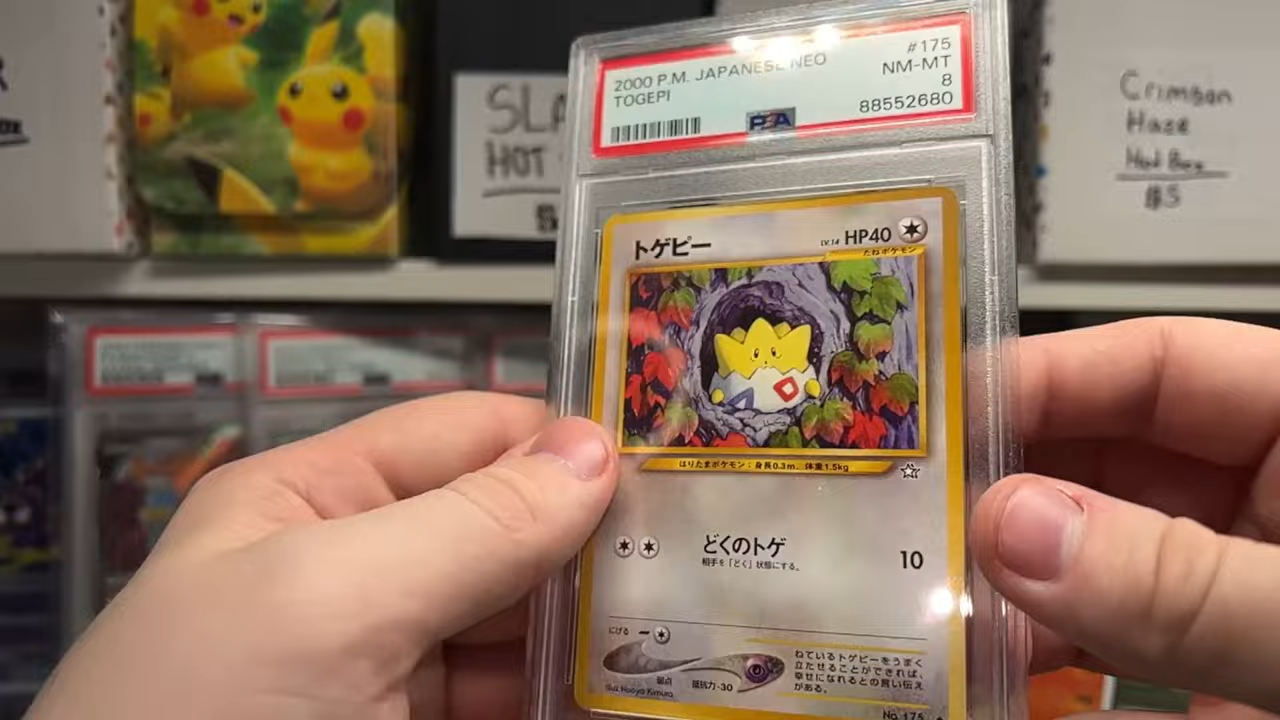 2000 P.M. JAPANESE NEO
#175
TOGEPI
NM-MT
8
88552680
PSA
SLA
HOT
Crimson
Haze
Hot Box
$5
トゲピー
LV.14 HP40
たねポケモン
はりたまポケモン:身長0.3m、体重1.5kg
どくのトゲ
10
相手を「どく」状態にする。
にげる
弱点
抵抗力 -30
ねているトゲピーをうまく
立たせることができれば、
幸せになれるとの言い伝え
がある。
Illus. Naoyo Kimura
No.175